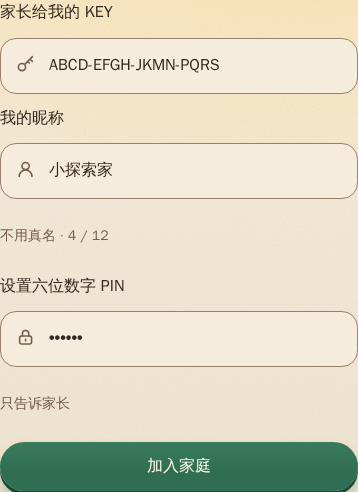 家长给我的 KEY
ABCD-EFGH-JKMN-PQRS
我的昵称
小探索家
不用真名 · 4 / 12
设置六位数字 PIN
••••••
只告诉家长
加入家庭